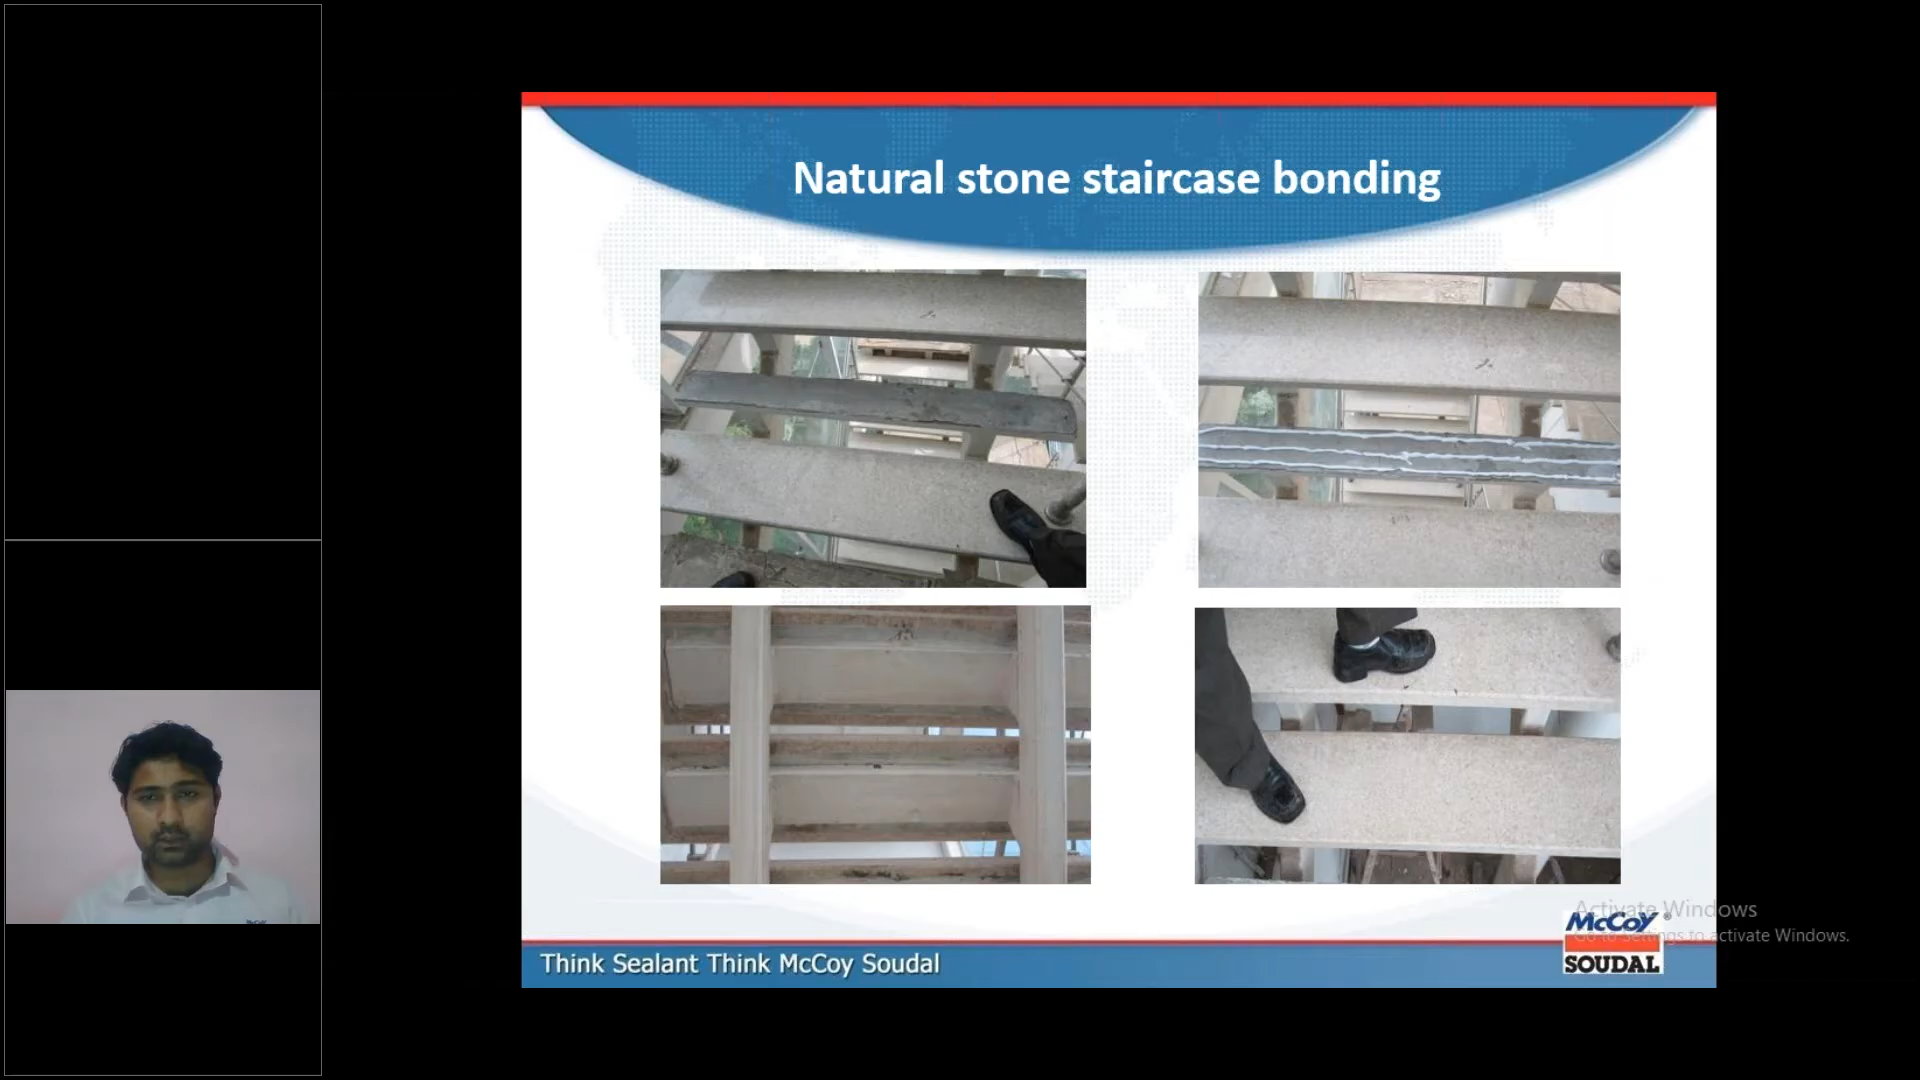 Natural stone staircase bonding
Activate Windows
Go to Settings to activate Windows.
McCoy ®
SOUDAL
Think Sealant Think McCoy Soudal
McCoy